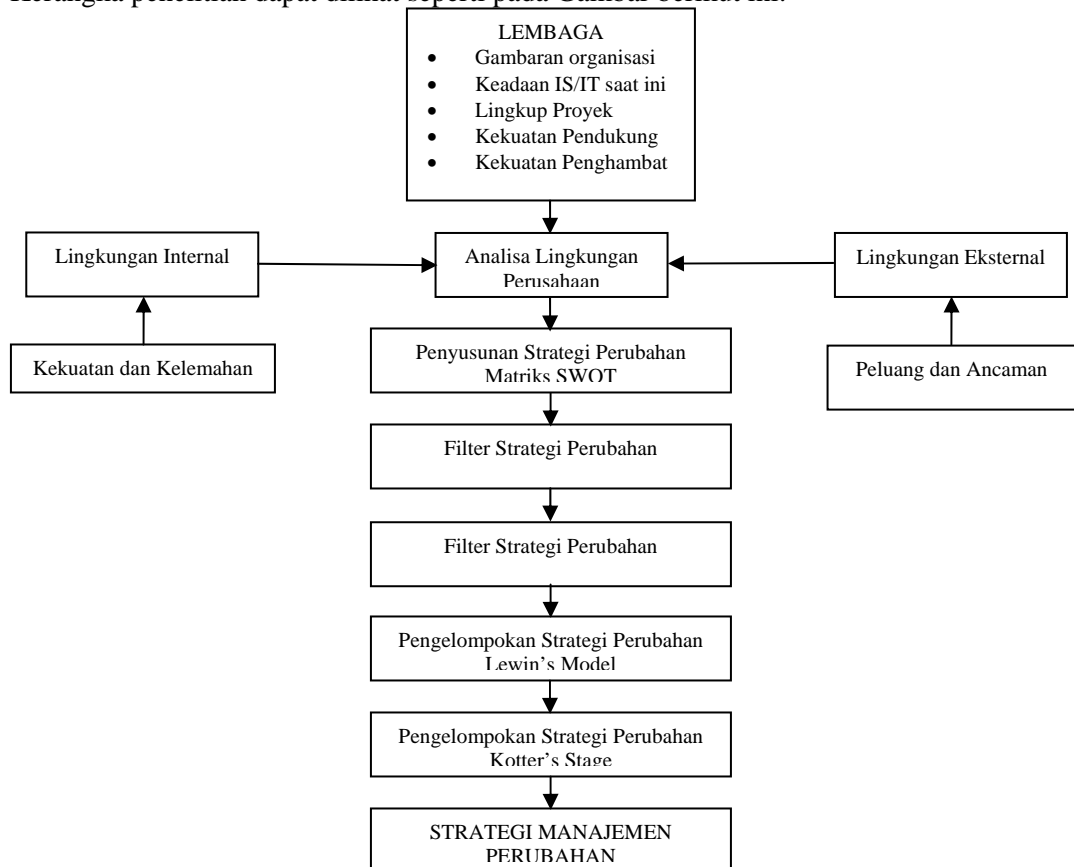 Kerangka penelitian dapat dilihat seperti pada Gambar berikut ini:
LEMBAGA
• Gambaran organisasi
• Keadaan IS/IT saat ini
• Lingkup Proyek
• Kekuatan Pendukung
• Kekuatan Penghambat
Lingkungan Internal
Analisa Lingkungan
Perusahaan
Lingkungan Eksternal
Kekuatan dan Kelemahan
Penyusunan Strategi Perubahan
Matriks SWOT
Peluang dan Ancaman
Filter Strategi Perubahan
Filter Strategi Perubahan
Pengelompokan Strategi Perubahan
Lewin's Model
Pengelompokan Strategi Perubahan
Kotter's Stage
STRATEGI MANAJEMEN
PERUBAHAN